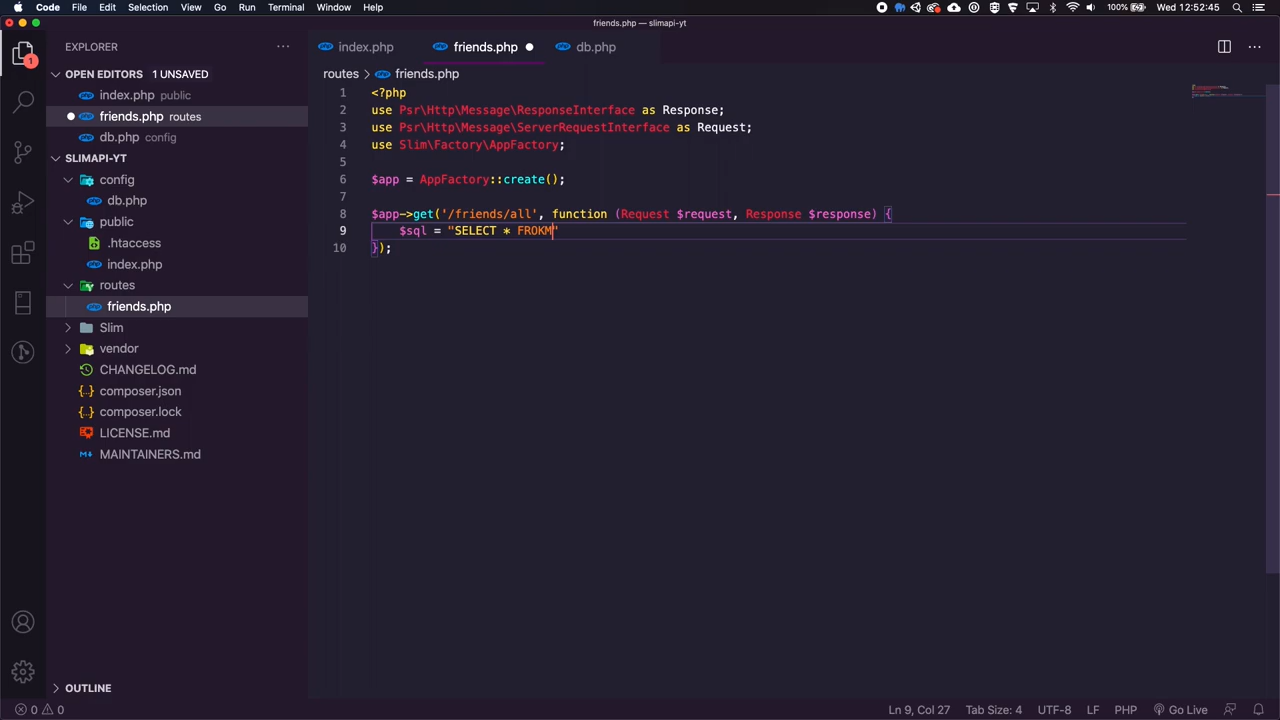 Code File Edit Selection View Go Run Terminal Window Help 100% Wed 12:52:45
friends.php — slimapi-yt
EXPLORER
index.php friends.php db.php
OPEN EDITORS 1 UNSAVED
routes friends.php
index.php public
friends.php routes
db.php config
SLIMAPI-YT
config
db.php
public
.htaccess
index.php
routes
friends.php
Slim
vendor
CHANGELOG.md
composer.json
composer.lock
LICENSE.md
MAINTAINERS.md
OUTLINE
1 <?php
2 use Psr\Http\Message\ResponseInterface as Response;
3 use Psr\Http\Message\ServerRequestInterface as Request;
4 use Slim\Factory\AppFactory;
5
6 $app = AppFactory::create();
7
8 $app->get('/friends/all', function (Request $request, Response $response) {
9 $sql = "SELECT * FROKM"
10 });
1
0 0
Ln 9, Col 27 Tab Size: 4 UTF-8 LF PHP Go Live